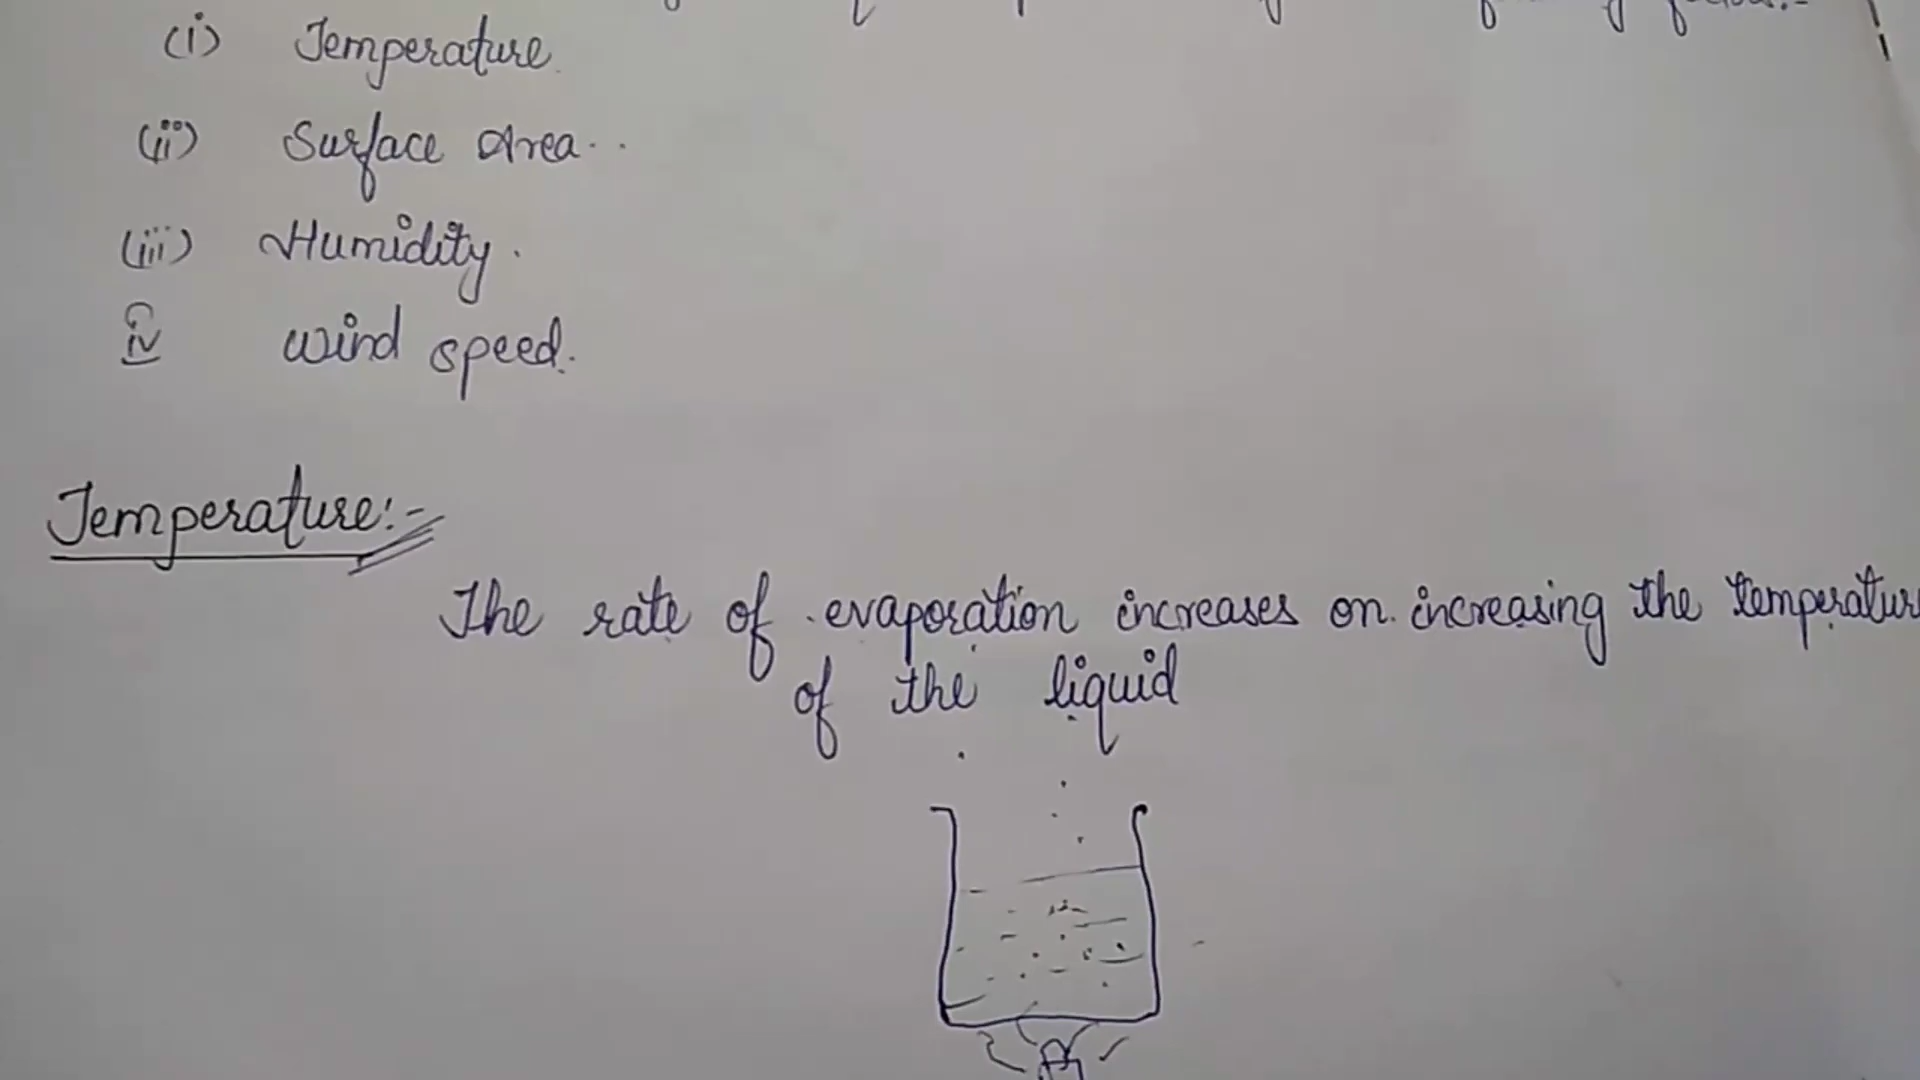 (i) Temperature.
(ii) Surface Area..
(iii) Humidity.
iv wind speed.
Temperature:-
The rate of evaporation increases on increasing the temperatur
of the liquid